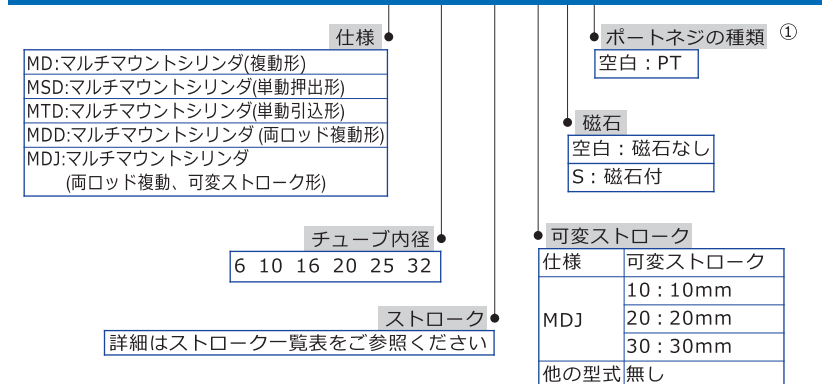 仕様
MD:マルチマウントシリンダ(複動形)
MSD:マルチマウントシリンダ(単動押出形)
MTD:マルチマウントシリンダ(単動引込形)
MDD:マルチマウントシリンダ (両ロッド複動形)
MDJ:マルチマウントシリンダ
(両ロッド複動、可変ストローク形)
チューブ内径
6 10 16 20 25 32
ストローク
詳細はストローク一覧表をご参照ください
ポートネジの種類 ①
空白：PT
磁石
空白：磁石なし
S：磁石付
可変ストローク
仕様 可変ストローク
MDJ
10：10mm
20：20mm
30：30mm
他の型式 無し